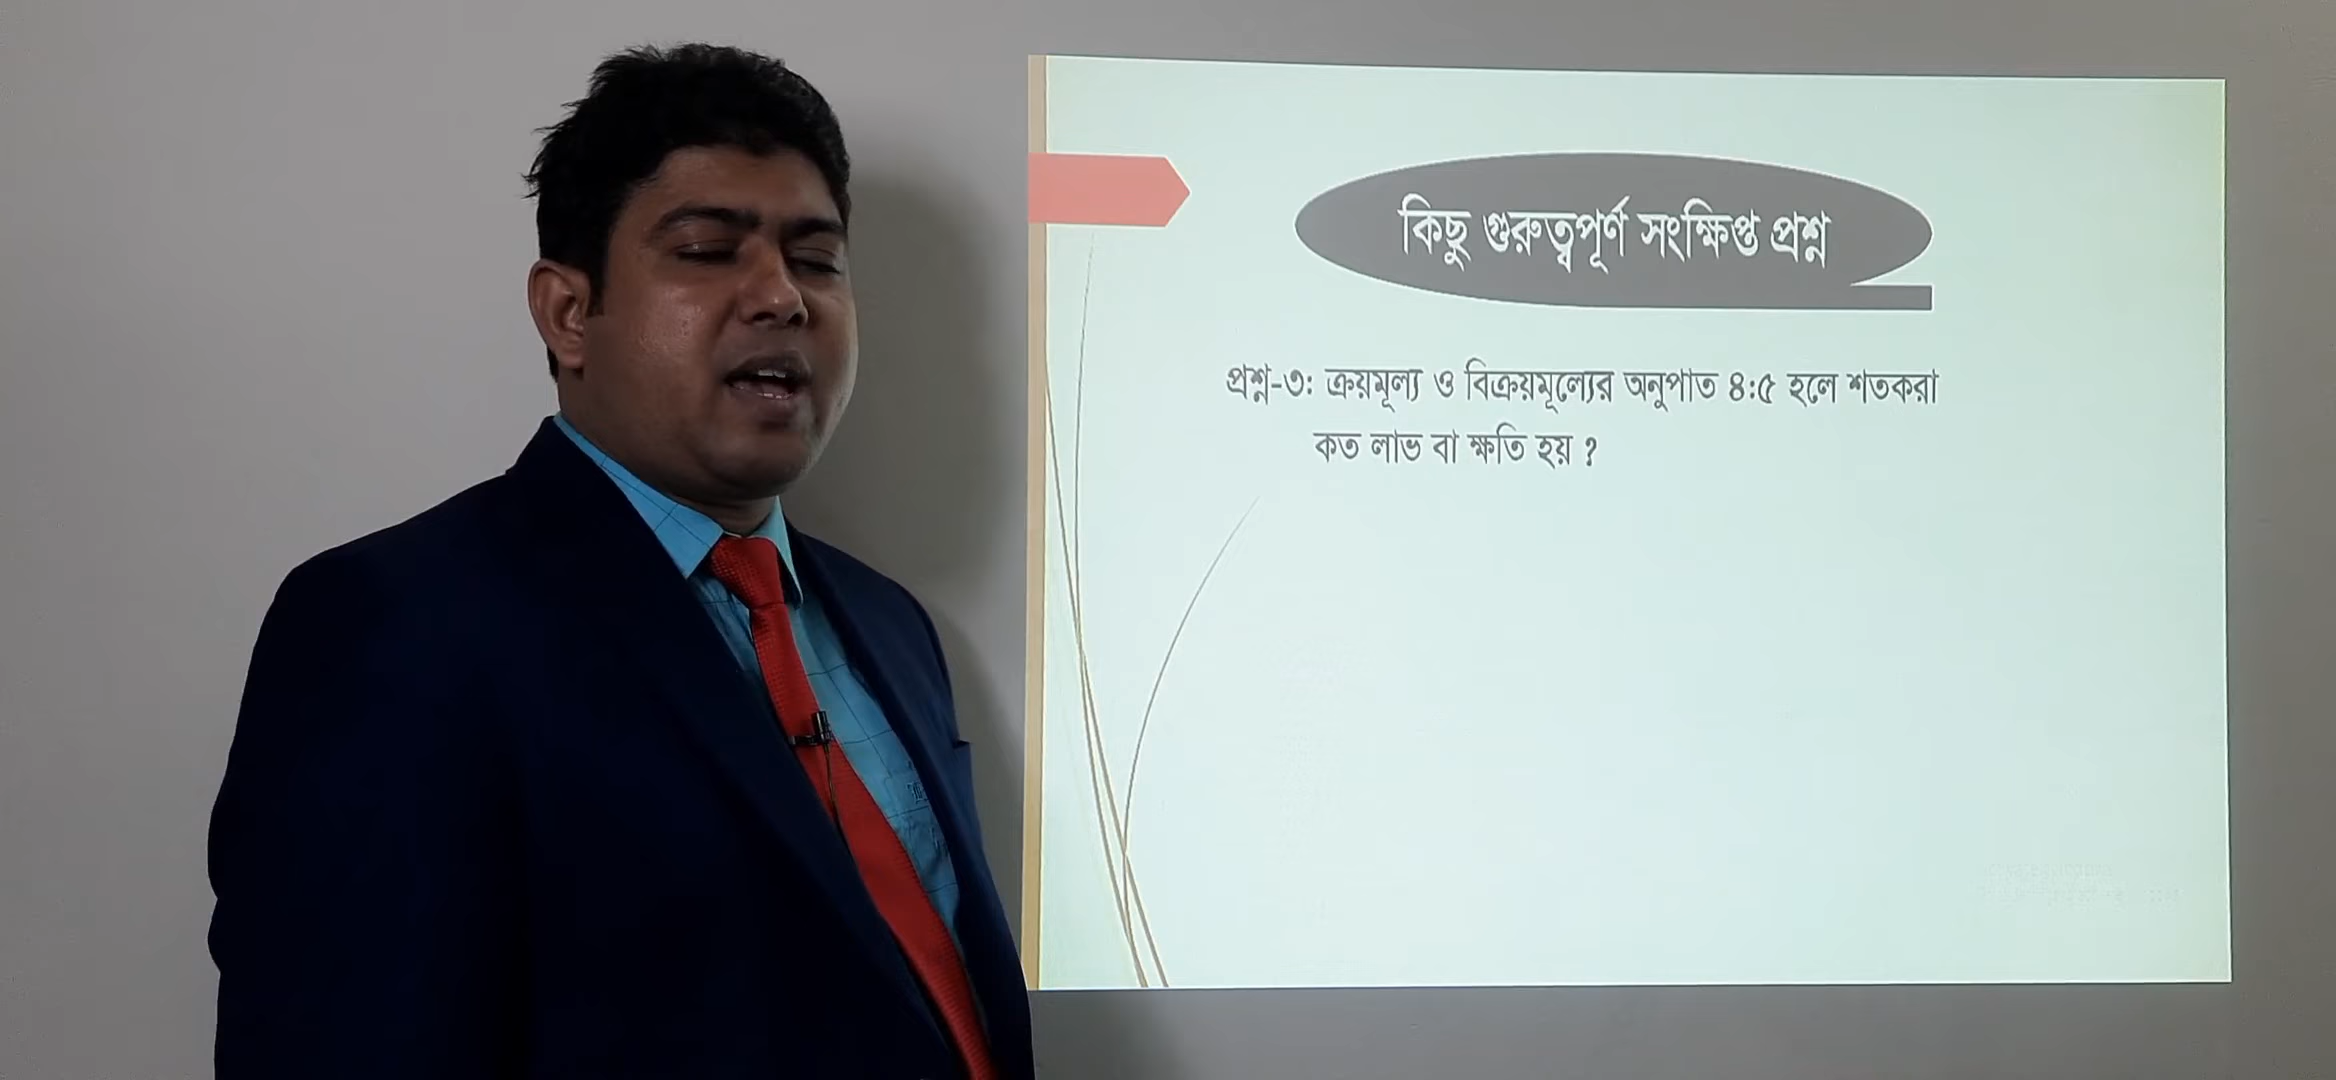 কিছু গুরুত্বপূর্ণ সংক্ষিপ্ত প্রশ্ন
প্রশ্ন-৩: ক্রয়মূল্য ও বিক্রয়মূল্যের অনুপাত ৪:৫ হলে শতকরা
কত লাভ বা ক্ষতি হয় ?